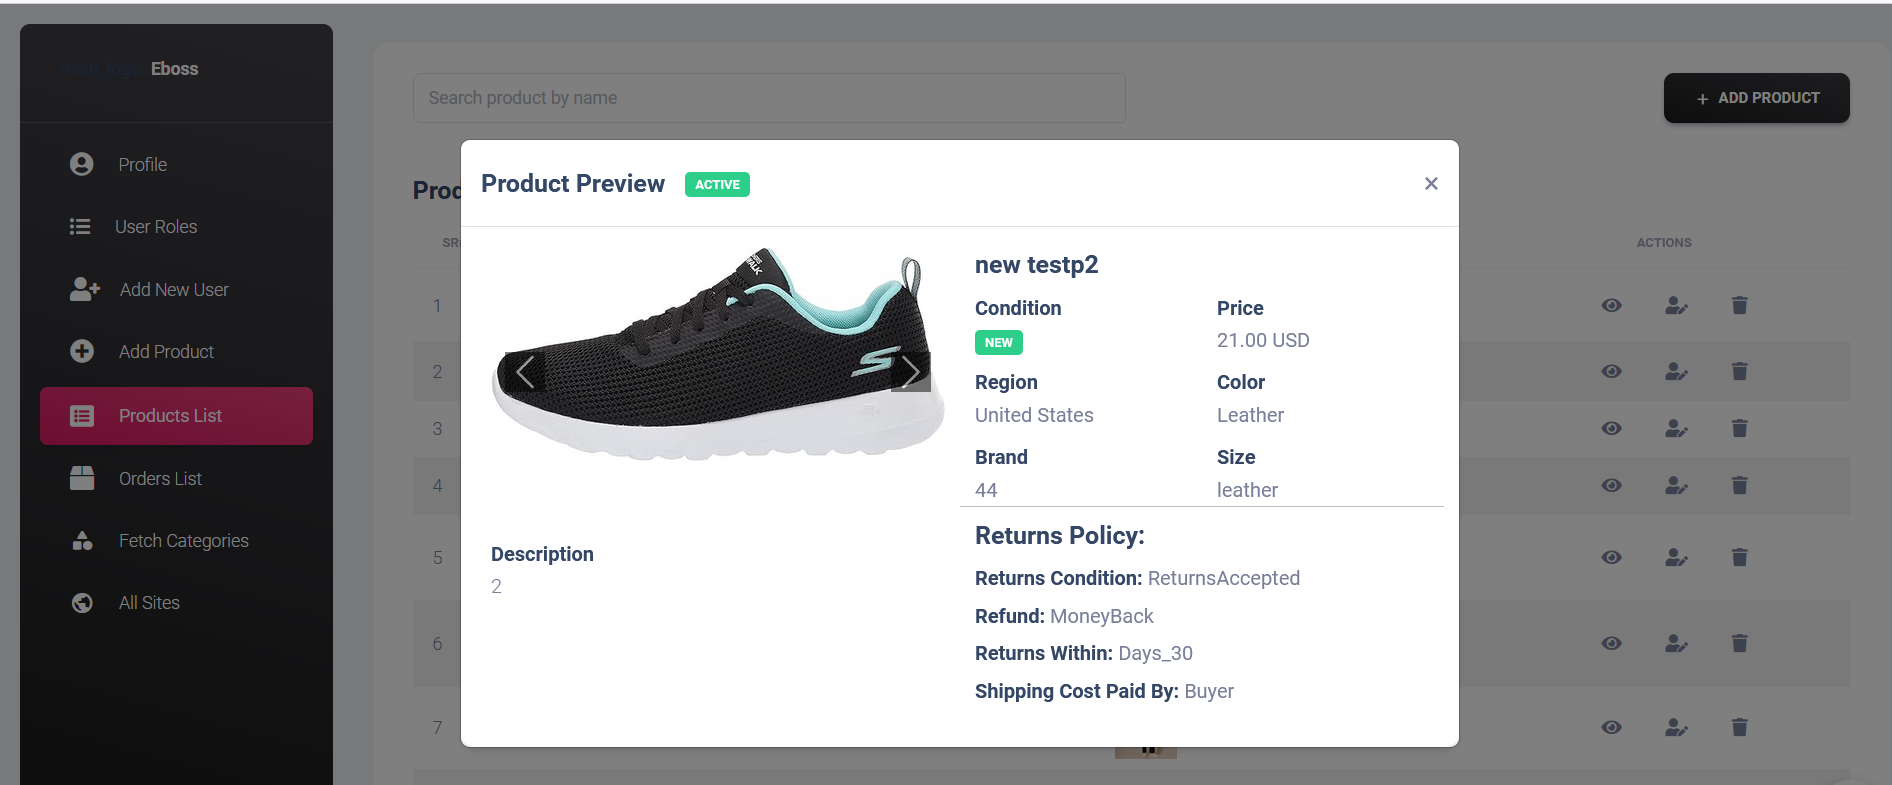 main_logo Eboss
Profile
User Roles
Add New User
Add Product
Products List
Orders List
Fetch Categories
All Sites
Search product by name
+ ADD PRODUCT
Prod
SR
ACTIONS
1
2
3
4
5
6
7
Product Preview ACTIVE ×
WALK
new testp2
Condition Price
NEW 21.00 USD
Region Color
United States Leather
Brand Size
44 leather
Description
2
Returns Policy:
Returns Condition: ReturnsAccepted
Refund: MoneyBack
Returns Within: Days_30
Shipping Cost Paid By: Buyer